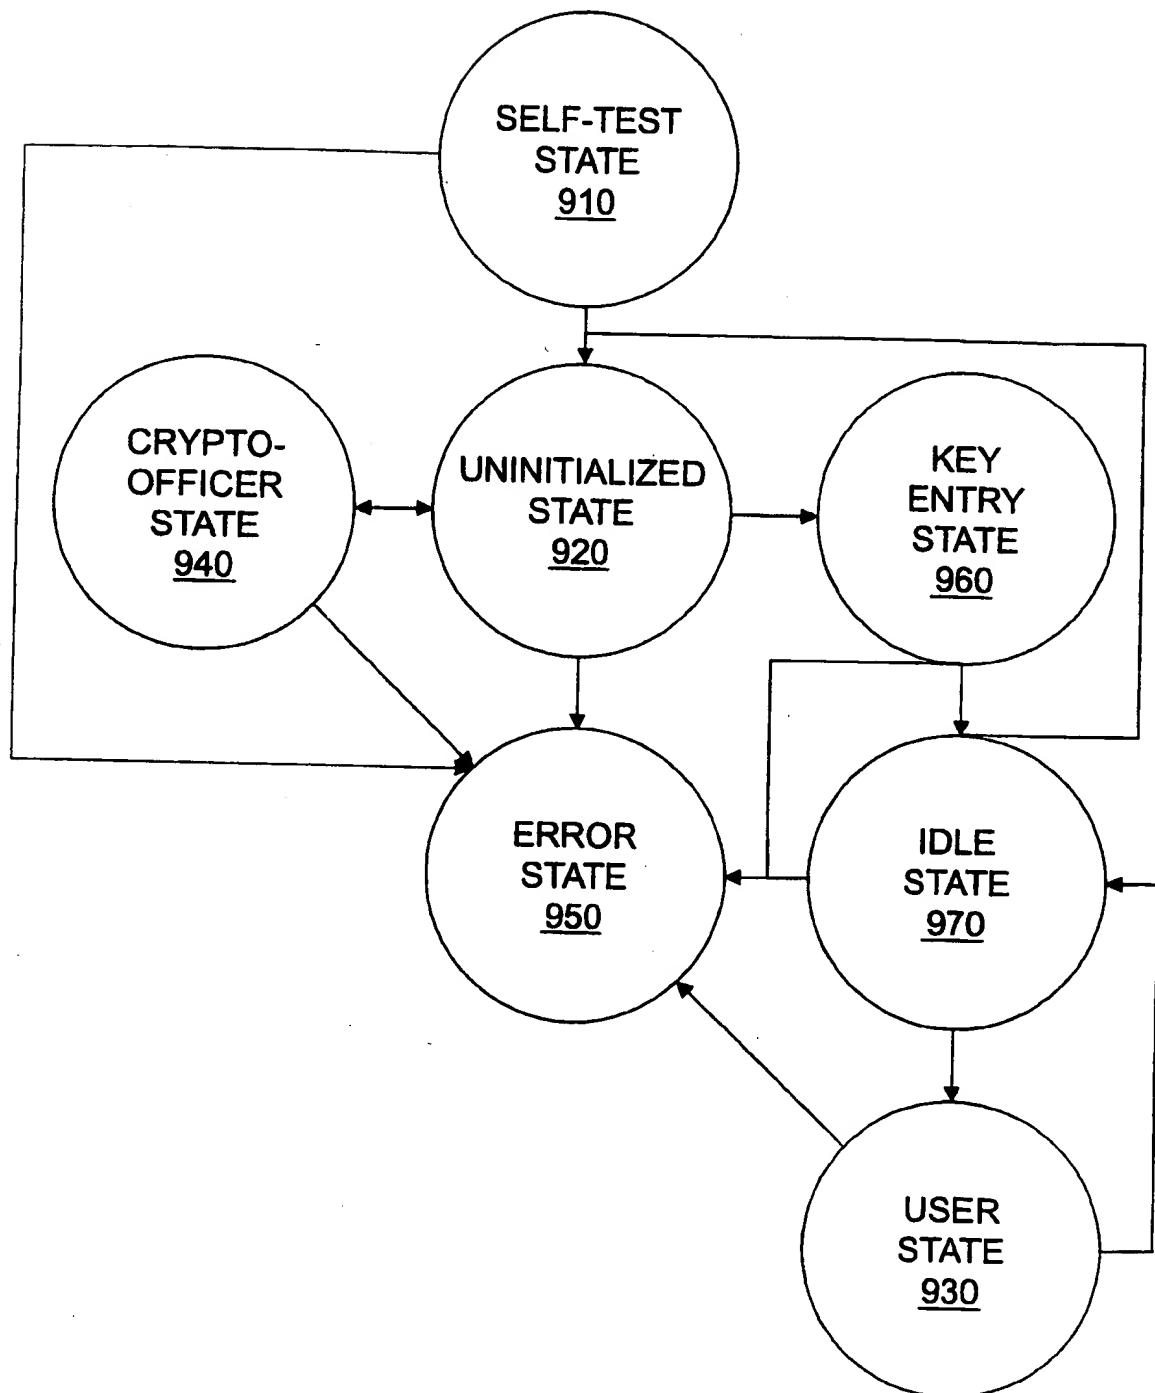 SELF-TEST
STATE
910
CRYPTO-
OFFICER
STATE
940
UNINITIALIZED
STATE
920
KEY
ENTRY
STATE
960
ERROR
STATE
950
IDLE
STATE
970
USER
STATE
930